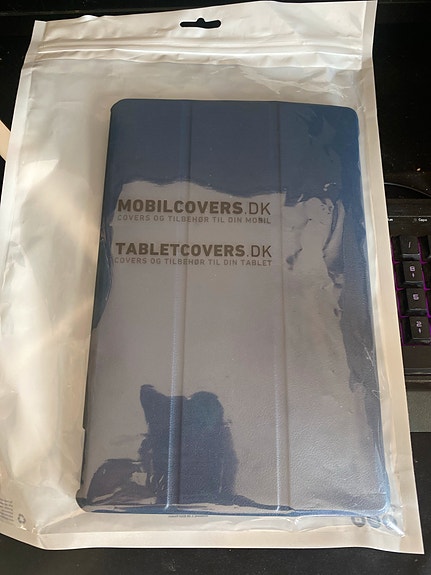 MOBILCOVERS.DK
COVERS OG TILBEHØR TIL DIN MOBIL
TABLETCOVERS.DK
COVERS OG TILBEHØR TIL DIN TABLET